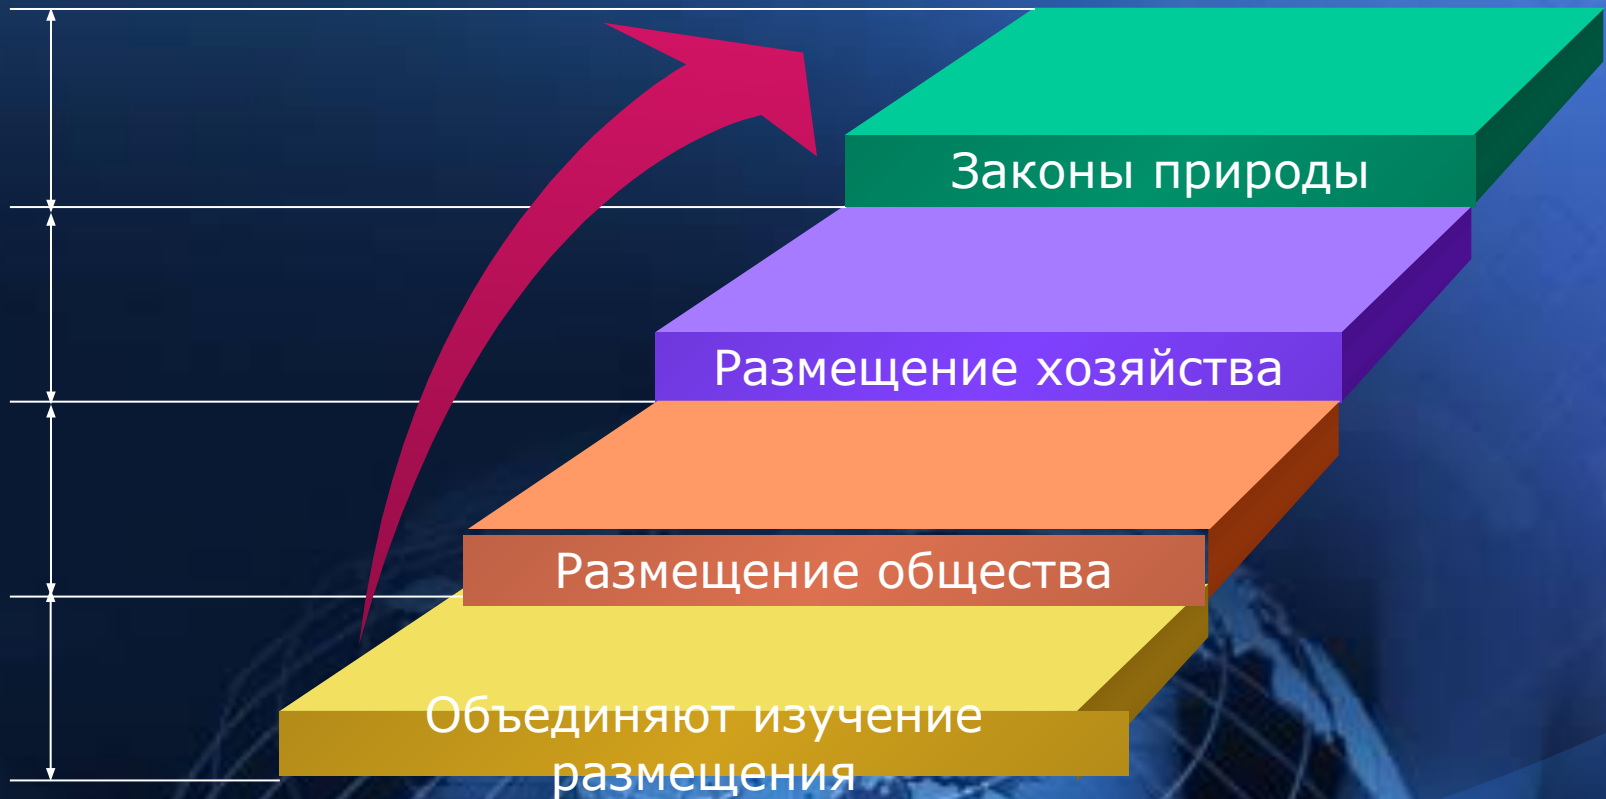 Законы природы
Размещение хозяйства
Размещение общества
Объединяют изучение
размещения